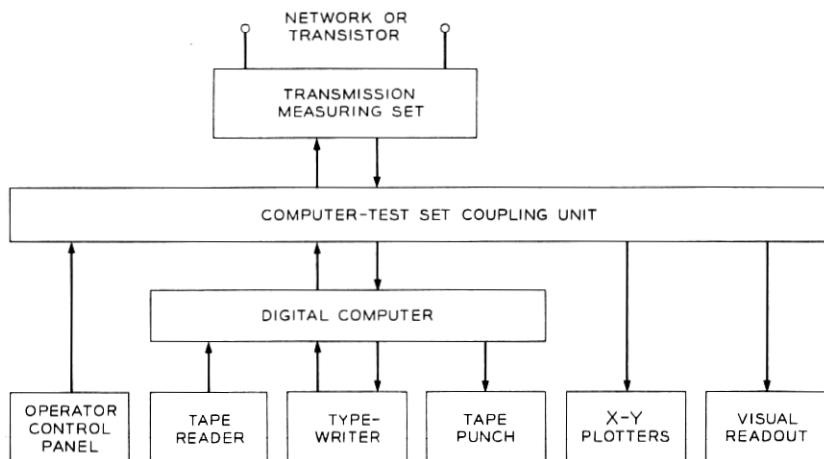 NETWORK OR
TRANSISTOR
TRANSMISSION
MEASURING SET
COMPUTER-TEST SET COUPLING UNIT
DIGITAL COMPUTER
OPERATOR
CONTROL
PANEL
TAPE
READER
TYPE-
WRITER
TAPE
PUNCH
X-Y
PLOTTERS
VISUAL
READOUT